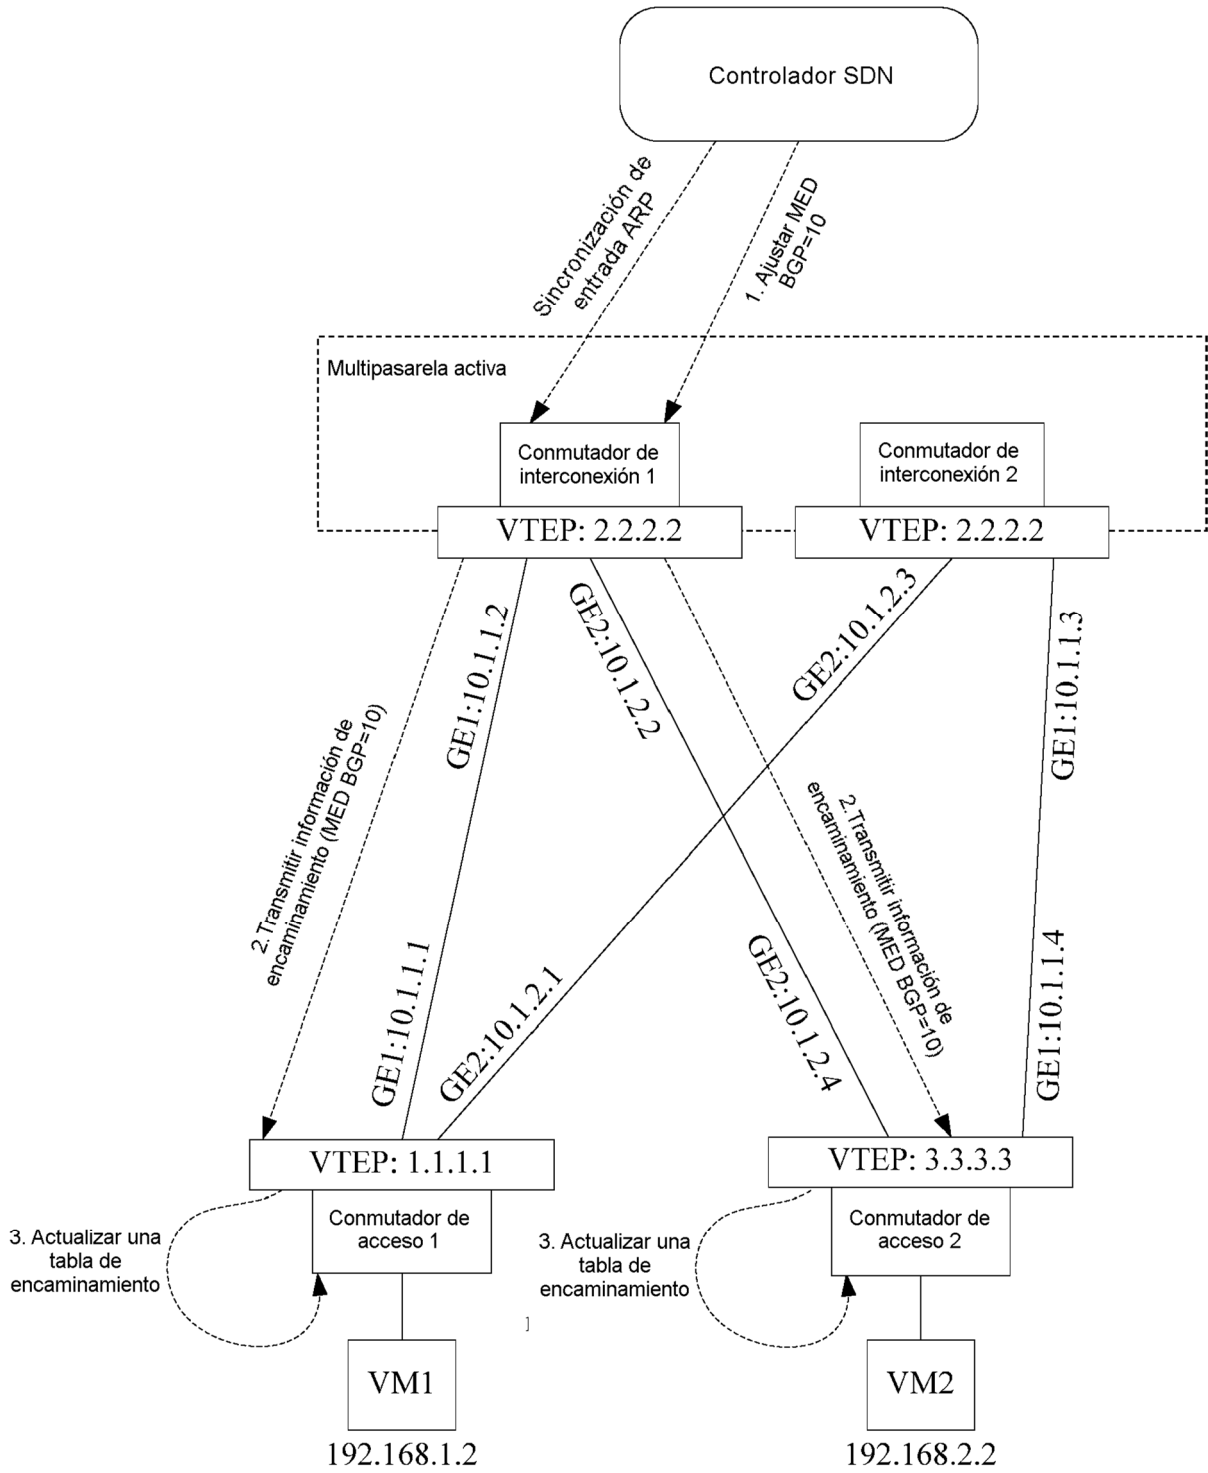 Controlador SDN
Sincronización de
entrada ARP
1. Ajustar MED
BGP=10
Multipasarela activa
Conmutador de
interconexión 1
Conmutador de
interconexión 2
VTEP: 2.2.2.2
VTEP: 2.2.2.2
GE1:10.1.1.2
GE2:10.1.2.2
GE2:10.1.2.3
GE1:10.1.1.3
2.Transmitir información de
encaminamiento (MED BGP=10)
2.Transmitir información de
encaminamiento (MED BGP=10)
GE1:10.1.1.1
GE2:10.1.2.1
GE2:10.1.2.4
GE1:10.1.1.4
VTEP: 1.1.1.1
VTEP: 3.3.3.3
Conmutador de
acceso 1
Conmutador de
acceso 2
3. Actualizar una
tabla de
encaminamiento
3. Actualizar una
tabla de
encaminamiento
VM1
VM2
192.168.1.2
192.168.2.2